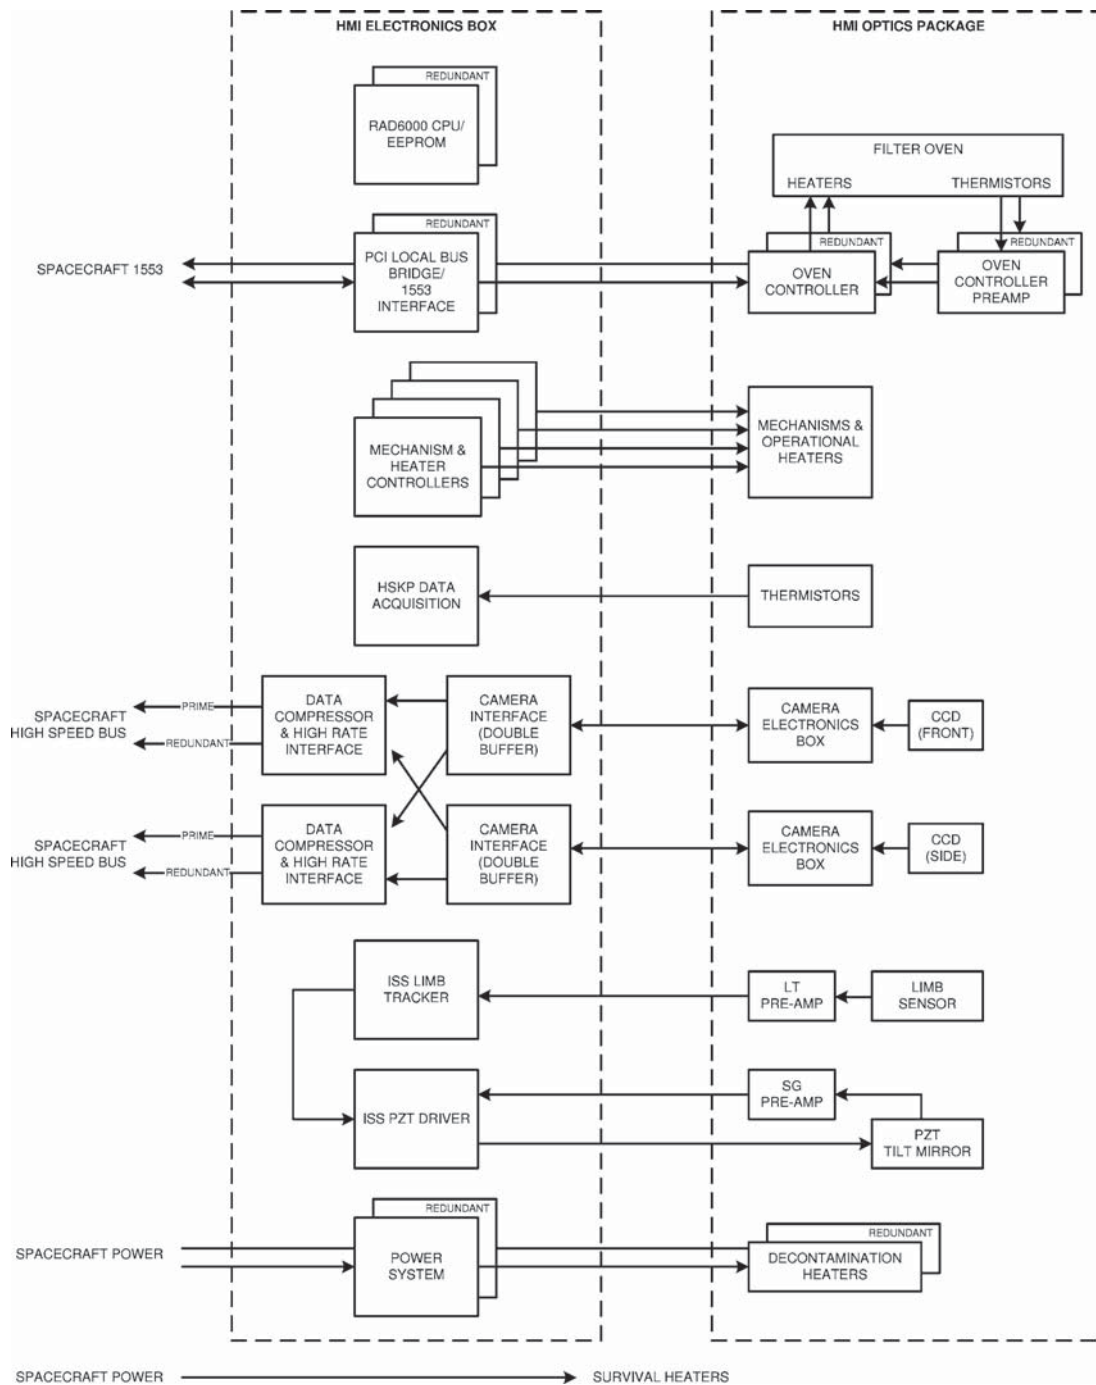 HMI ELECTRONICS BOX
HMI OPTICS PACKAGE
REDUNDANT
RAD6000 CPU/
EEPROM
FILTER OVEN
HEATERS
THERMISTORS
SPACECRAFT 1553
REDUNDANT
PCI LOCAL BUS
BRIDGE/
1553
INTERFACE
REDUNDANT
OVEN
CONTROLLER
REDUNDANT
OVEN
CONTROLLER
PREAMP
MECHANISM &
HEATER
CONTROLLERS
MECHANISMS &
OPERATIONAL
HEATERS
HSKP DATA
ACQUISITION
THERMISTORS
SPACECRAFT
HIGH SPEED BUS
PRIME
REDUNDANT
DATA
COMPRESSOR
& HIGH RATE
INTERFACE
CAMERA
INTERFACE
(DOUBLE
BUFFER)
CAMERA
ELECTRONICS
BOX
CCD
(FRONT)
SPACECRAFT
HIGH SPEED BUS
PRIME
REDUNDANT
DATA
COMPRESSOR
& HIGH RATE
INTERFACE
CAMERA
INTERFACE
(DOUBLE
BUFFER)
CAMERA
ELECTRONICS
BOX
CCD
(SIDE)
ISS LIMB
TRACKER
LT
PRE-AMP
LIMB
SENSOR
ISS PZT DRIVER
SG
PRE-AMP
PZT
TILT MIRROR
SPACECRAFT POWER
REDUNDANT
POWER
SYSTEM
REDUNDANT
DECONTAMINATION
HEATERS
SPACECRAFT POWER
SURVIVAL HEATERS